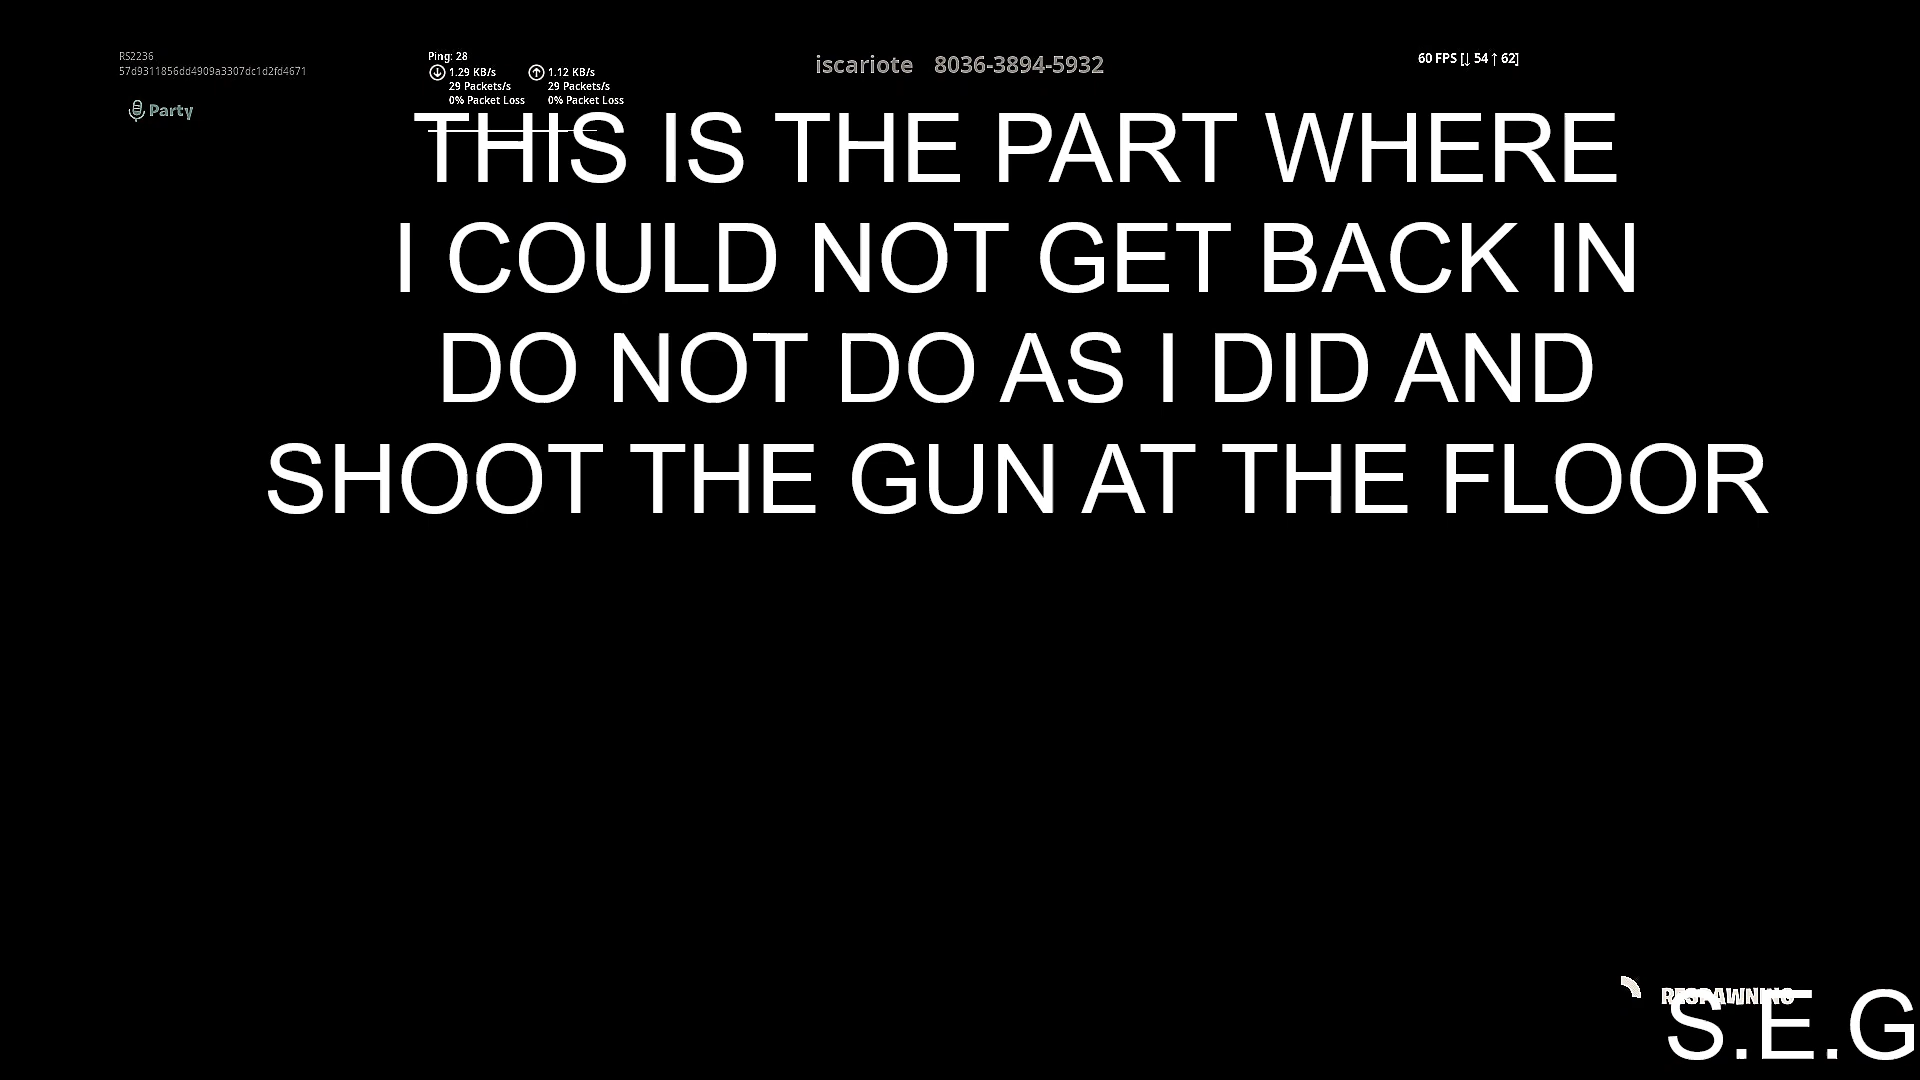 RS2236
57d9311856dd4909a3307dc1d2fd4671
Party
Ping: 28
1.29 KB/s 1.12 KB/s
29 Packets/s 29 Packets/s
0% Packet Loss 0% Packet Loss
iscariote 8036-3894-5932
60 FPS [↓ 54 ↑ 62]
THIS IS THE PART WHERE
I COULD NOT GET BACK IN
DO NOT DO AS I DID AND
SHOOT THE GUN AT THE FLOOR
RESPAWNING
S.E.G